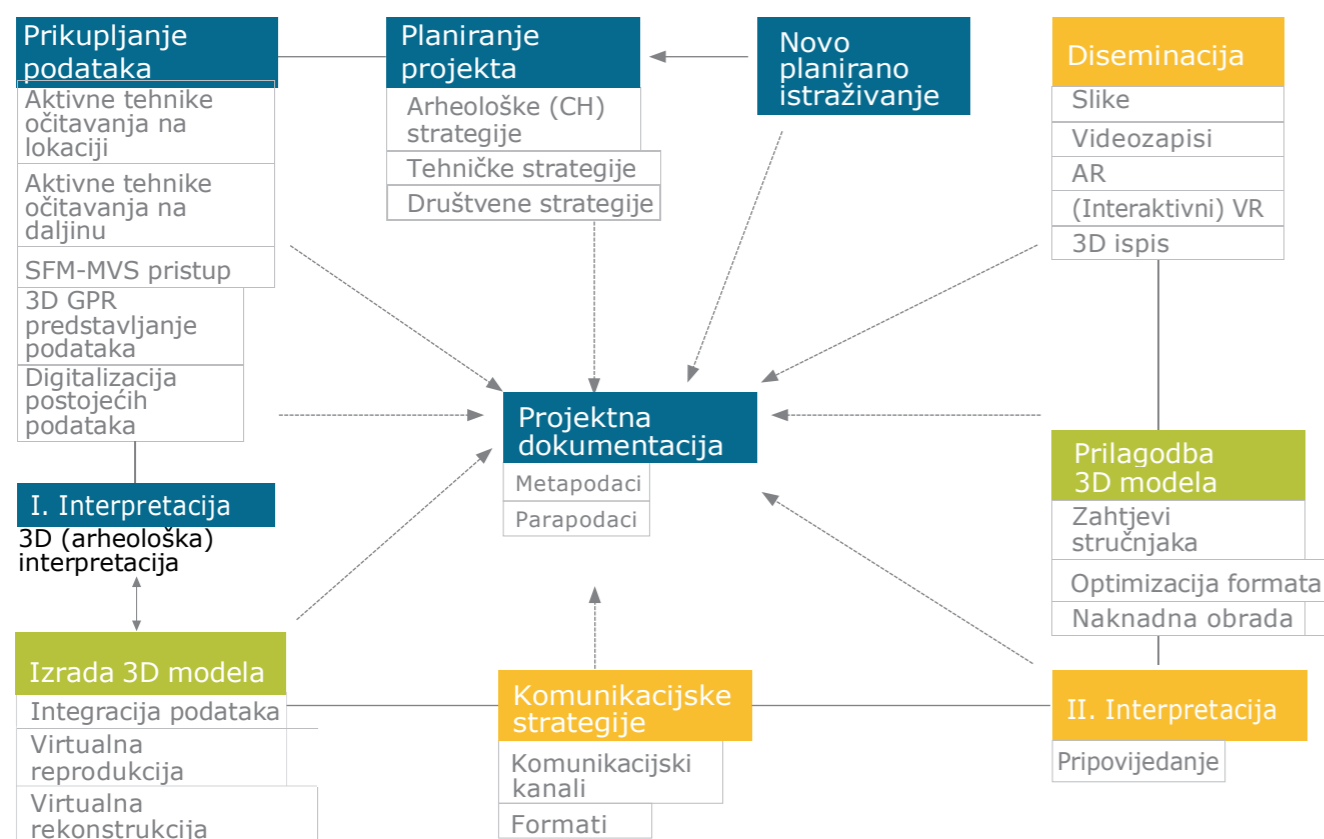 Prikupljanje
podataka
Aktivne tehnike
očitavanja na
lokaciji
Aktivne tehnike
očitavanja na
daljinu
SFM-MVS pristup
3D GPR
predstavljanje
podataka
Digitalizacija
postojećih
podataka
Planiranje
projekta
Arheološke (CH)
strategije
Tehničke strategije
Društvene strategije
Novo
planirano
istraživanje
Diseminacija
Slike
Videozapisi
AR
(Interaktivni) VR
3D ispis
Projektna
dokumentacija
Metapodaci
Parapodaci
Prilagodba
3D modela
Zahtjevi
stručnjaka
Optimizacija formata
Naknadna obrada
I. Interpretacija
3D (arheološka)
interpretacija
Izrada 3D modela
Integracija podataka
Virtualna
reprodukcija
Virtualna
rekonstrukcija
Komunikacijske
strategije
Komunikacijski
kanali
Formati
II. Interpretacija
Pripovijedanje